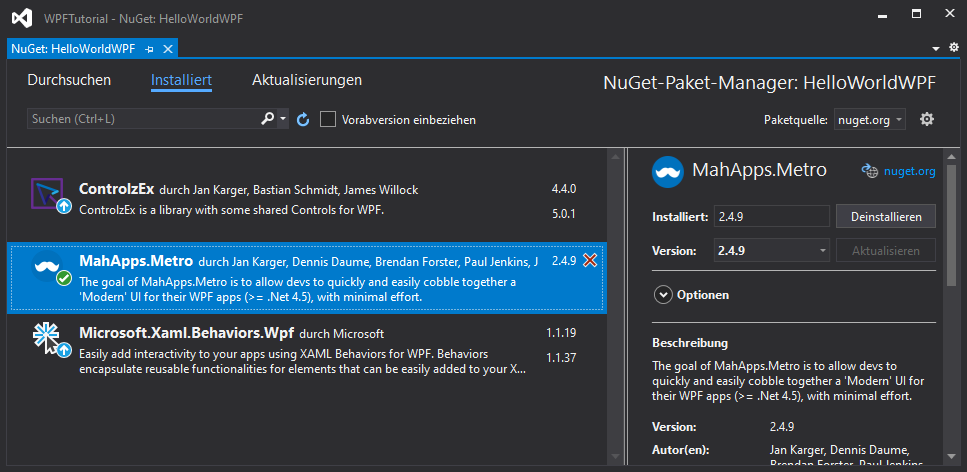 WPFTutorial - NuGet: HelloWorldWPF
NuGet: HelloWorldWPF
Durchsuchen Installiert Aktualisierungen
NuGet-Paket-Manager: HelloWorldWPF
Suchen (Ctrl+L)
Vorabversion einbeziehen
Paketquelle: nuget.org
ControlzEx durch Jan Karger, Bastian Schmidt, James Willock 4.4.0
ControlzEx is a library with some shared Controls for WPF. 5.0.1
MahApps.Metro durch Jan Karger, Dennis Daume, Brendan Forster, Paul Jenkins, J 2.4.9
The goal of MahApps.Metro is to allow devs to quickly and easily cobble together a
'Modern' UI for their WPF apps (>= .Net 4.5), with minimal effort.
Microsoft.Xaml.Behaviors.Wpf durch Microsoft 1.1.19
Easily add interactivity to your apps using XAML Behaviors for WPF. Behaviors 1.1.37
encapsulate reusable functionalities for elements that can be easily added to your X...
MahApps.Metro nuget.org
Installiert: 2.4.9 Deinstallieren
Version: 2.4.9 Aktualisieren
Optionen
Beschreibung
The goal of MahApps.Metro is to allow devs to
quickly and easily cobble together a 'Modern' UI for
their WPF apps (>= .Net 4.5), with minimal effort.
Version: 2.4.9
Autor(en): Jan Karger, Dennis Daume,
Brendan Forster, Paul Jenkins,